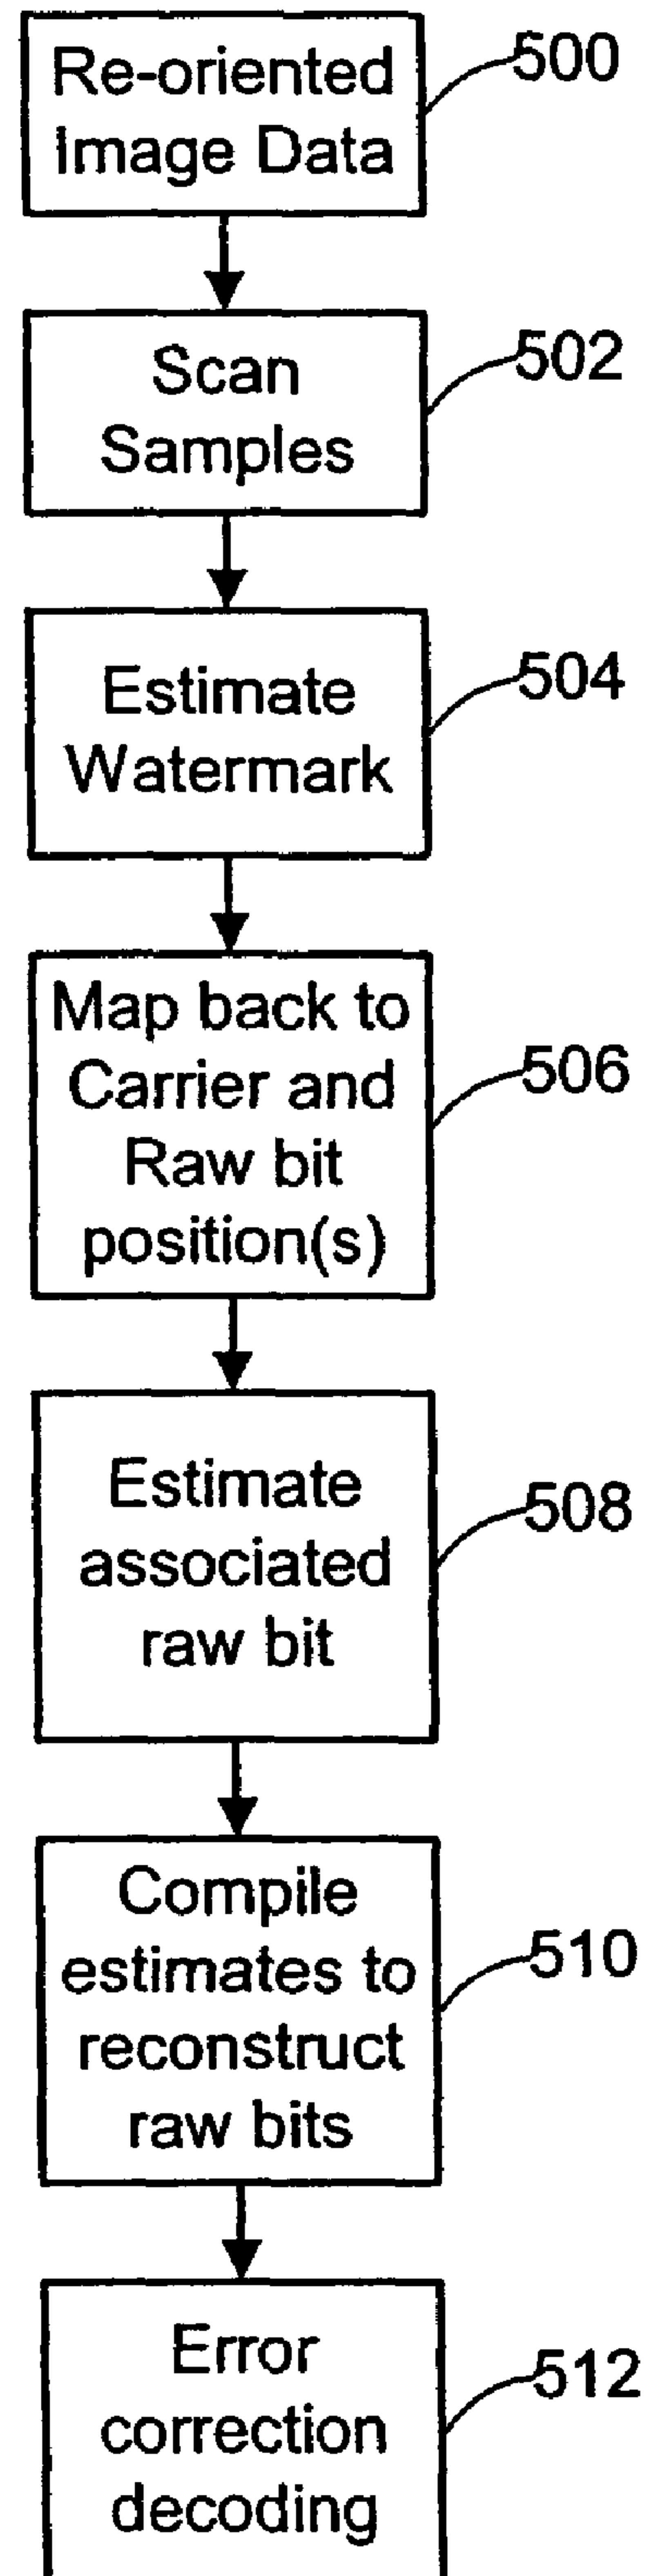 Re-oriented
Image Data
500
Scan
Samples
502
Estimate
Watermark
504
Map back to
Carrier and
Raw bit
position(s)
506
Estimate
associated
raw bit
508
Compile
estimates to
reconstruct
raw bits
510
Error
correction
decoding
512